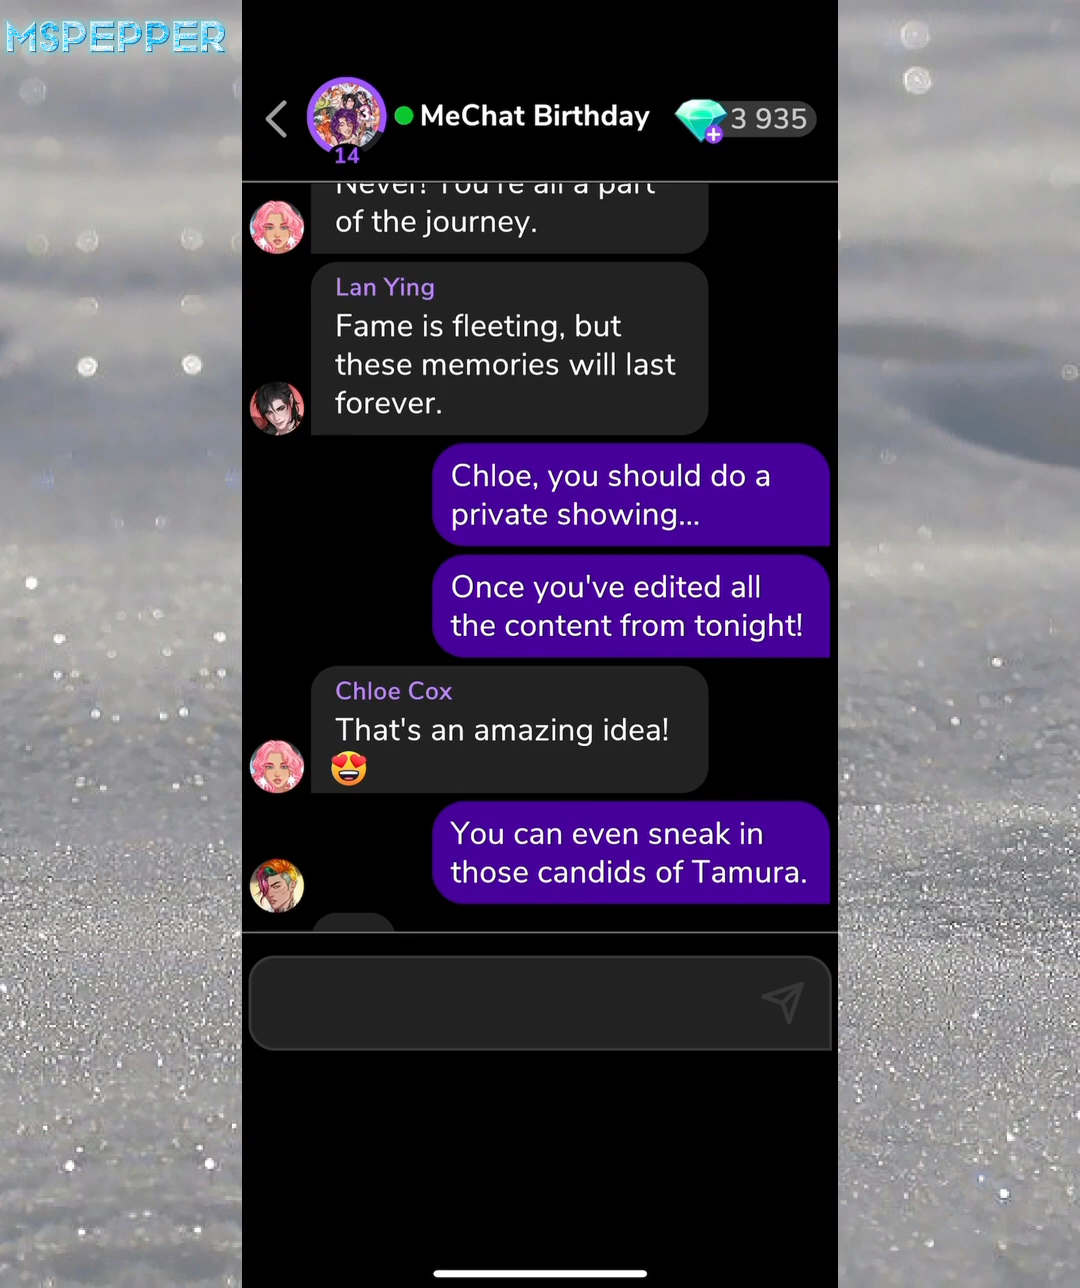 MSPEPPER
MeChat Birthday
3 935
14
Never! You're all a part
of the journey.
Lan Ying
Fame is fleeting, but
these memories will last
forever.
Chloe, you should do a
private showing...
Once you've edited all
the content from tonight!
Chloe Cox
That's an amazing idea!
😍
You can even sneak in
those candids of Tamura.